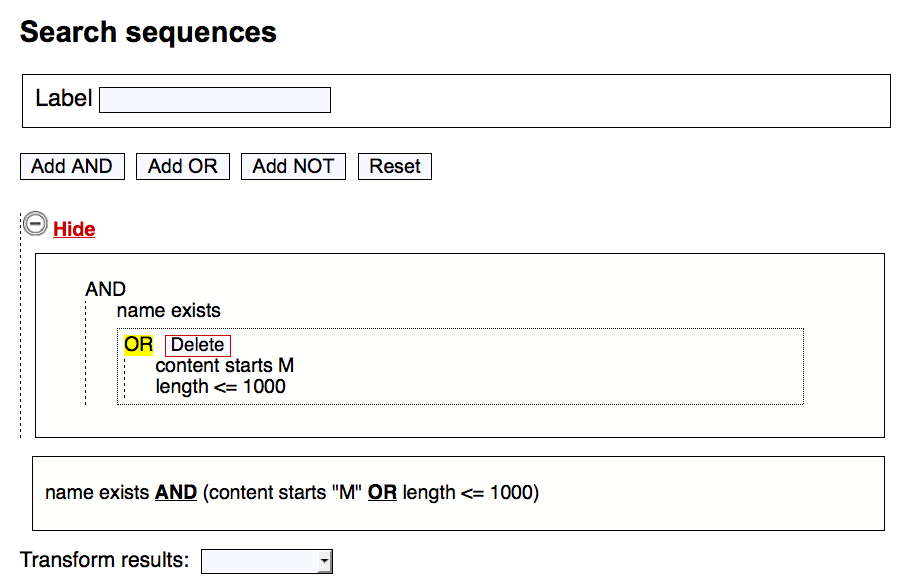 Search sequences
Label
Add AND Add OR Add NOT Reset
Hide
AND
name exists
OR Delete
content starts M
length <= 1000
name exists AND (content starts "M" OR length <= 1000)
Transform results: